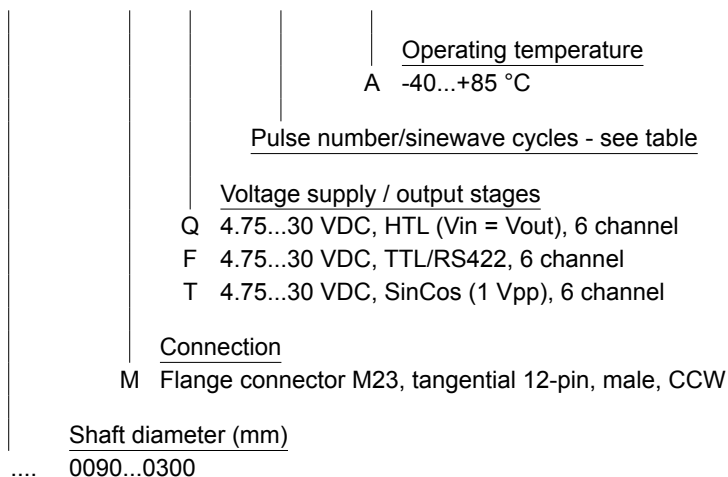 Operating temperature
A -40...+85 °C
Pulse number/sinewave cycles - see table
Voltage supply / output stages
Q 4.75...30 VDC, HTL (Vin = Vout), 6 channel
F 4.75...30 VDC, TTL/RS422, 6 channel
T 4.75...30 VDC, SinCos (1 Vpp), 6 channel
Connection
M Flange connector M23, tangential 12-pin, male, CCW
Shaft diameter (mm)
.... 0090...0300